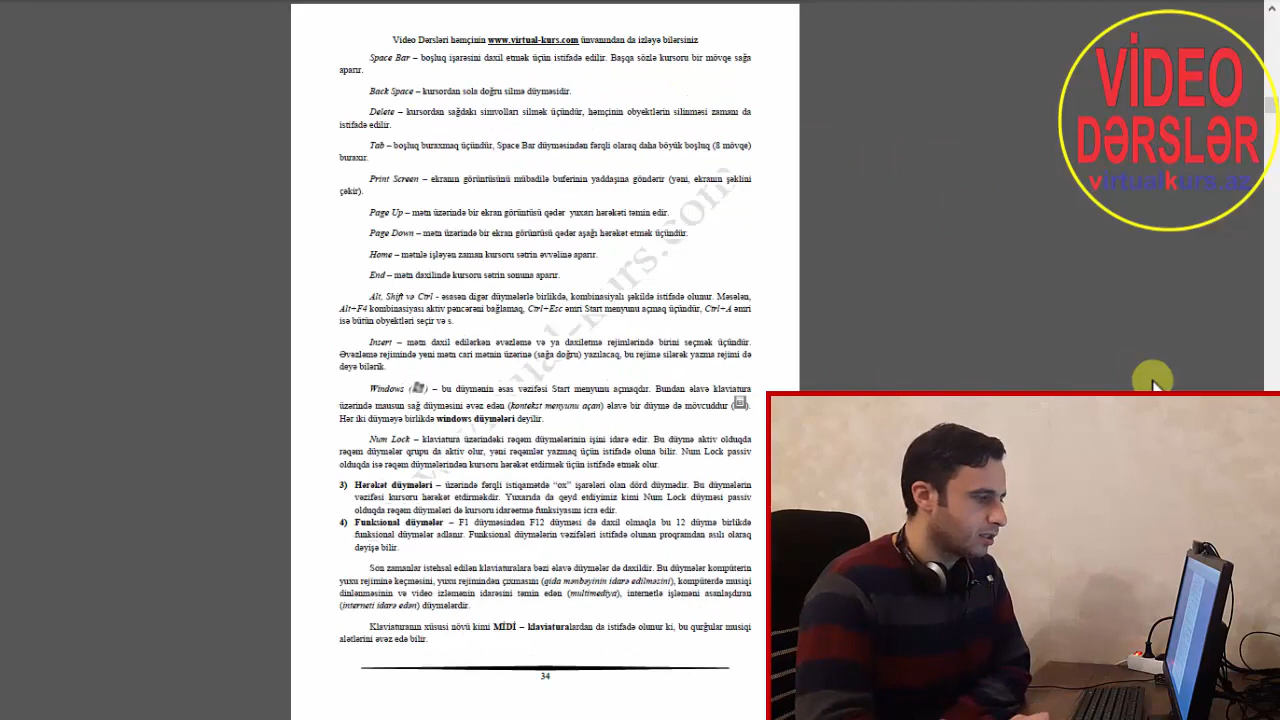 Video Dərsləri həmçinin www.virtual-kurs.com ünvanından da izləyə bilərsiniz
Space Bar – boşluq işarəsini daxil etmək üçün istifadə edilir. Başqa sözlə kursoru bir mövqe sağa
aparır.
Back Space – kursordan sola doğru silmə düyməsidir.
Delete – kursordan sağdakı simvolları silmək üçündür, həmçinin obyektlərin silinməsi zamanı da
istifadə edilir.
Tab – boşluq buraxmaq üçündür, Space Bar düyməsindən fərqli olaraq daha böyük boşluq (8 mövqe)
buraxır.
Print Screen – ekranın görüntüsünü mübadilə buferinin yaddaşına göndərir (yəni, ekranın şəklini
çəkir).
Page Up – mətn üzərində bir ekran görüntüsü qədər yuxarı hərəkəti təmin edir.
Page Down – mətn üzərində bir ekran görüntüsü qədər aşağı hərəkət etmək üçündür.
Home – mətnlə işləyən zaman kursoru sətrin əvvəlinə aparır.
End – mətn daxilində kursoru sətrin sonuna aparır.
Alt, Shift və Ctrl - əsasən digər düymələrlə birlikdə, kombinasiyalı şəkildə istifadə olunur. Məsələn,
Alt+F4 kombinasiyası aktiv pəncərəni bağlamaq, Ctrl+Esc əmri Start menyunu açmaq üçündür, Ctrl+A əmri
isə bütün obyektləri seçir və s.
Insert – mətn daxil edilərkən əvəzləmə və ya daxiletmə rejimlərində birini seçmək üçündür.
Əvəzləmə rejimində yeni mətn cari mətnin üzərinə (sağa doğru) yazılacaq, bu rejimə silərək yazma rejimi də
deyə bilərik.
Windows ( ) – bu düymənin əsas vəzifəsi Start menyunu açmaqdır. Bundan əlavə klaviatura
üzərində mausun sağ düyməsini əvəz edən (kontekst menyunu açan) əlavə bir düymə də mövcuddur ( ).
Hər iki düyməyə birlikdə windows düymələri deyilir.
Num Lock – klaviatura üzərindəki rəqəm düymələrinin işini idarə edir. Bu düymə aktiv olduqda
rəqəm düymələr qrupu da aktiv olur, yəni rəqəmlər yazmaq üçün istifadə oluna bilir. Num Lock passiv
olduqda isə rəqəm düymələrindən kursoru hərəkət etdirmək üçün istifadə etmək olur.
3) Hərəkət düymələri – üzərində fərqli istiqamətdə “ox” işarələri olan dörd düymədir. Bu düymələrin
vəzifəsi kursoru hərəkət etdirməkdir. Yuxarıda da qeyd etdiyimiz kimi Num Lock düyməsi passiv
olduqda rəqəm düymələri də kursoru idarəetmə funksiyasını icra edir.
4) Funksional düymələr – F1 düyməsindən F12 düyməsi də daxil olmaqla bu 12 düymə birlikdə
funksional düymələr adlanır. Funksional düymələrin vəzifələri istifadə olunan proqramdan asılı olaraq
dəyişə bilir.
Son zamanlar istehsal edilən klaviaturalara bəzi əlavə düymələr də daxildir. Bu düymələr kompüterin
yuxu rejiminə keçməsini, yuxu rejimindən çıxmasını (qida mənbəyinin idarə edilməsini), kompüterdə musiqi
dinlənməsinin və video izləmənin idarəsini təmin edən (multimediya), internetlə işləməni asanlaşdıran
(interneti idarə edən) düymələrdir.
Klaviaturanın xüsusi növü kimi MİDİ – klaviaturalardan da istifadə olunur ki, bu qurğular musiqi
alətlərini əvəz edə bilir.
34
www.virtual-kurs.com
VİDEO
DƏRSLƏR
virtualkurs.az